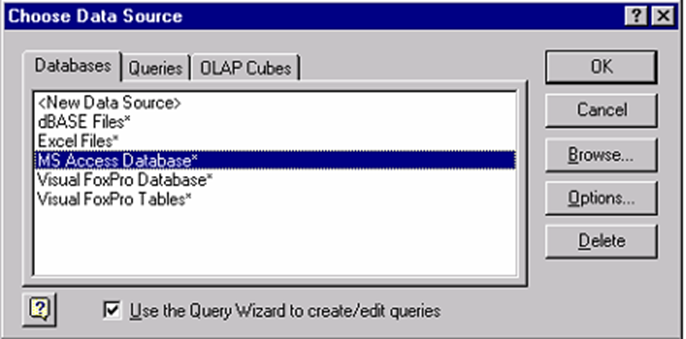 Choose Data Source
Databases Queries OLAP Cubes
<New Data Source>
dBASE Files*
Excel Files*
MS Access Database*
Visual FoxPro Database*
Visual FoxPro Tables*
OK
Cancel
Browse...
Options...
Delete
Use the Query Wizard to create/edit queries